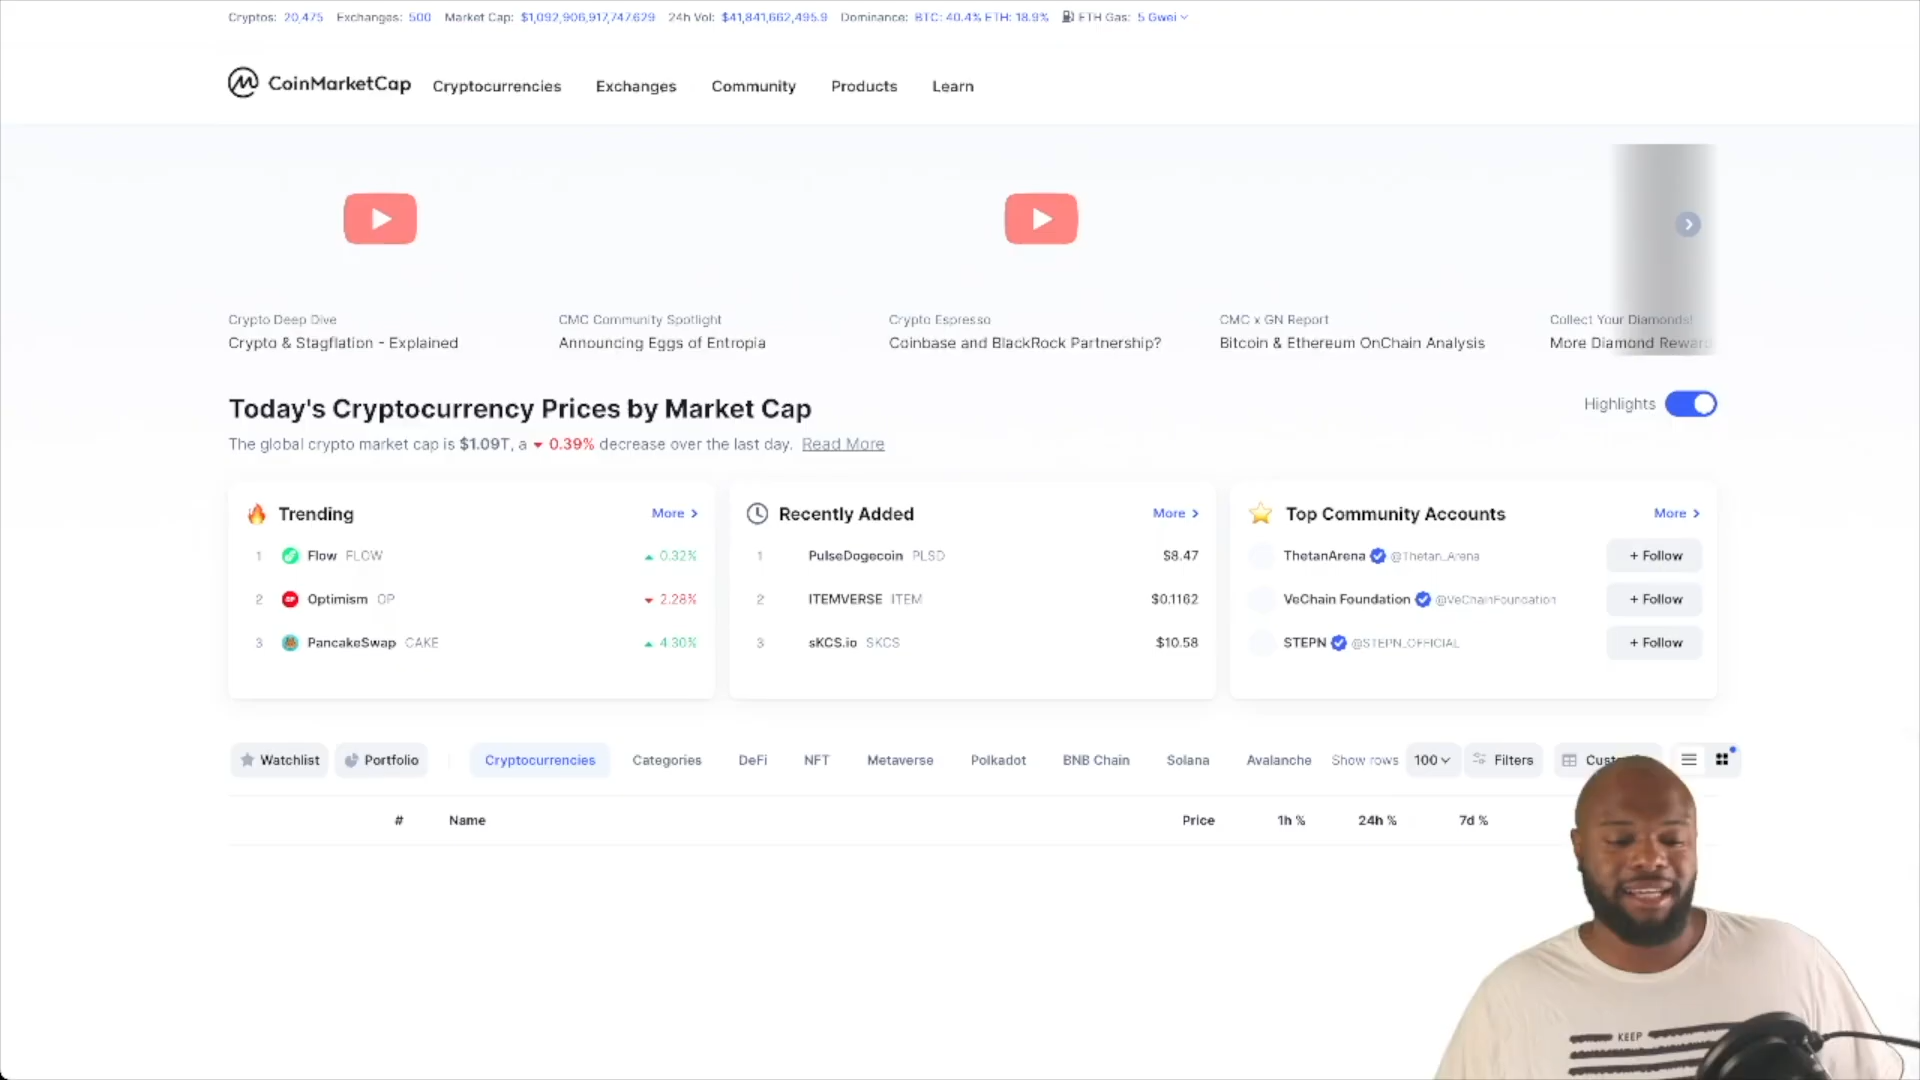 Cryptos: 20,475 Exchanges: 500 Market Cap: $1,092,906,917,747.629 24h Vol: $41,841,662,495.9 Dominance: BTC: 40.4% ETH: 18.9% ETH Gas: 5 Gwei
CoinMarketCap Cryptocurrencies Exchanges Community Products Learn
Crypto Deep Dive CMC Community Spotlight Crypto Espresso CMC x GN Report Collect Your Diamonds!
Crypto & Stagflation - Explained Announcing Eggs of Entropia Coinbase and BlackRock Partnership? Bitcoin & Ethereum OnChain Analysis More Diamond
Today's Cryptocurrency Prices by Market Cap Highlights
The global crypto market cap is $1.09T, a 0.39% decrease over the last day. Read More
Trending More
1 Flow FLOW 0.32%
2 Optimism OP 2.28%
3 PancakeSwap CAKE 4.30%
Recently Added More
1 PulseDogecoin PLSD $8.47
2 ITEMVERSE ITEM $0.1162
3 sKCS.io SKCS $10.58
Top Community Accounts More
ThetanArena @Thetan_Arena + Follow
VeChain Foundation @VeChainFoundation + Follow
STEPN @STEPN_OFFICIAL + Follow
Watchlist Portfolio Cryptocurrencies Categories DeFi NFT Metaverse Polkadot BNB Chain Solana Avalanche Show rows 100 Filters
# Name Price 1h % 24h % 7d %
KEEP